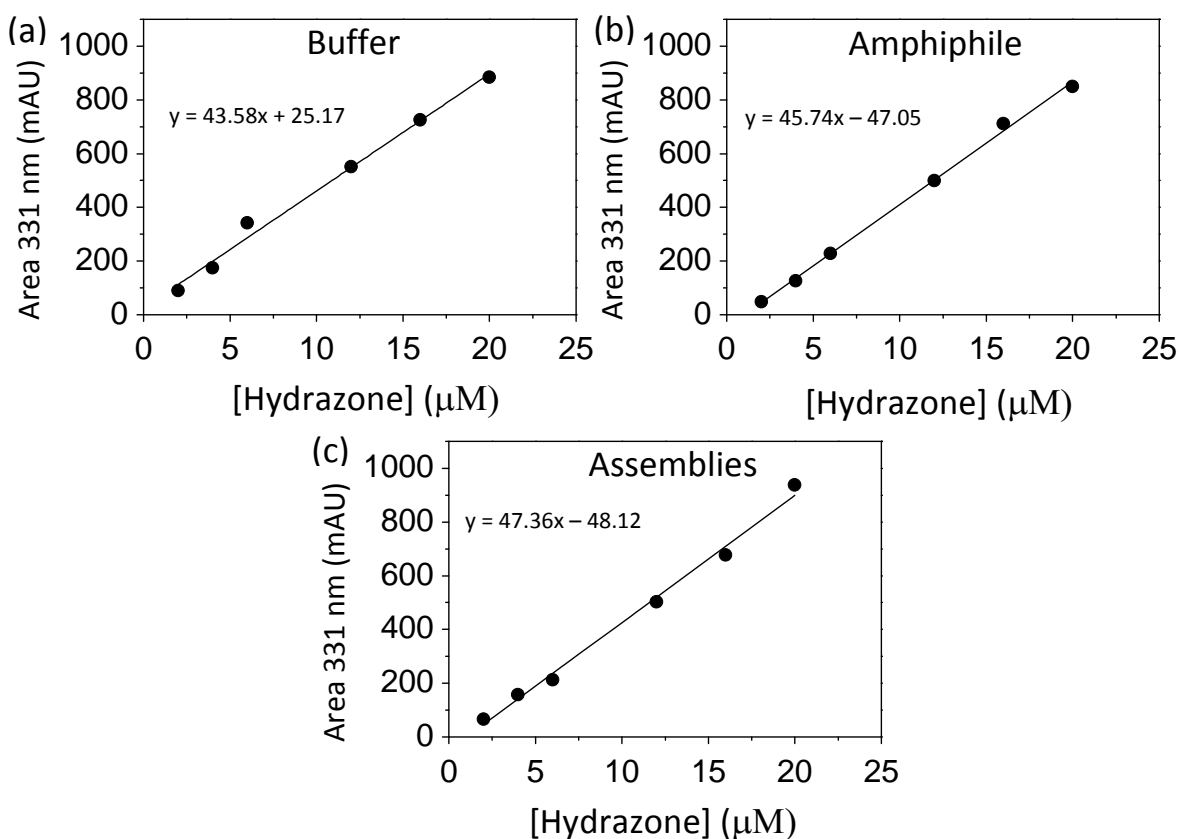 (a)
Buffer
y = 43.58x + 25.17
Area 331 nm (mAU)
1000
800
600
400
200
0
0 5 10 15 20 25
[Hydrazone] (μM)
(b)
Amphiphile
y = 45.74x – 47.05
Area 331 nm (mAU)
1000
800
600
400
200
0
0 5 10 15 20 25
[Hydrazone] (μM)
(c)
Assemblies
y = 47.36x – 48.12
Area 331 nm (mAU)
1000
800
600
400
200
0
0 5 10 15 20 25
[Hydrazone] (μM)